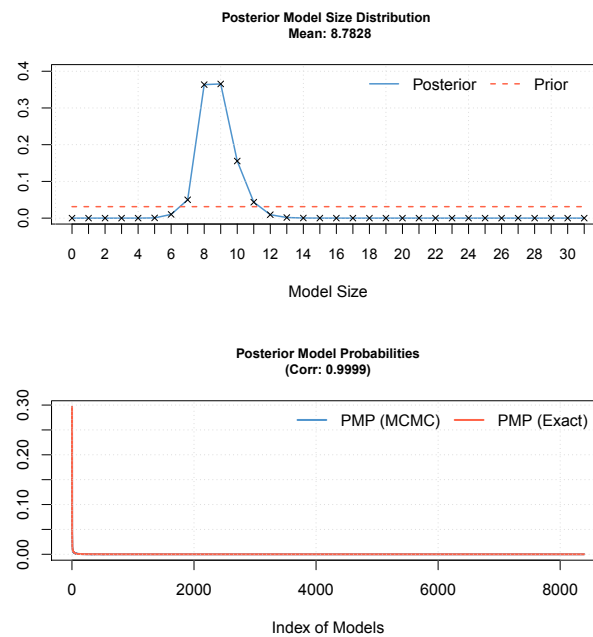 Posterior Model Size Distribution
Mean: 8.7828
0.4
0.3
0.2
0.1
0.0
Posterior
Prior
0 2 4 6 8 10 12 14 16 18 20 22 24 26 28 30
Model Size
Posterior Model Probabilities
(Corr: 0.9999)
0.30
0.20
0.10
0.00
PMP (MCMC)
PMP (Exact)
0 2000 4000 6000 8000
Index of Models